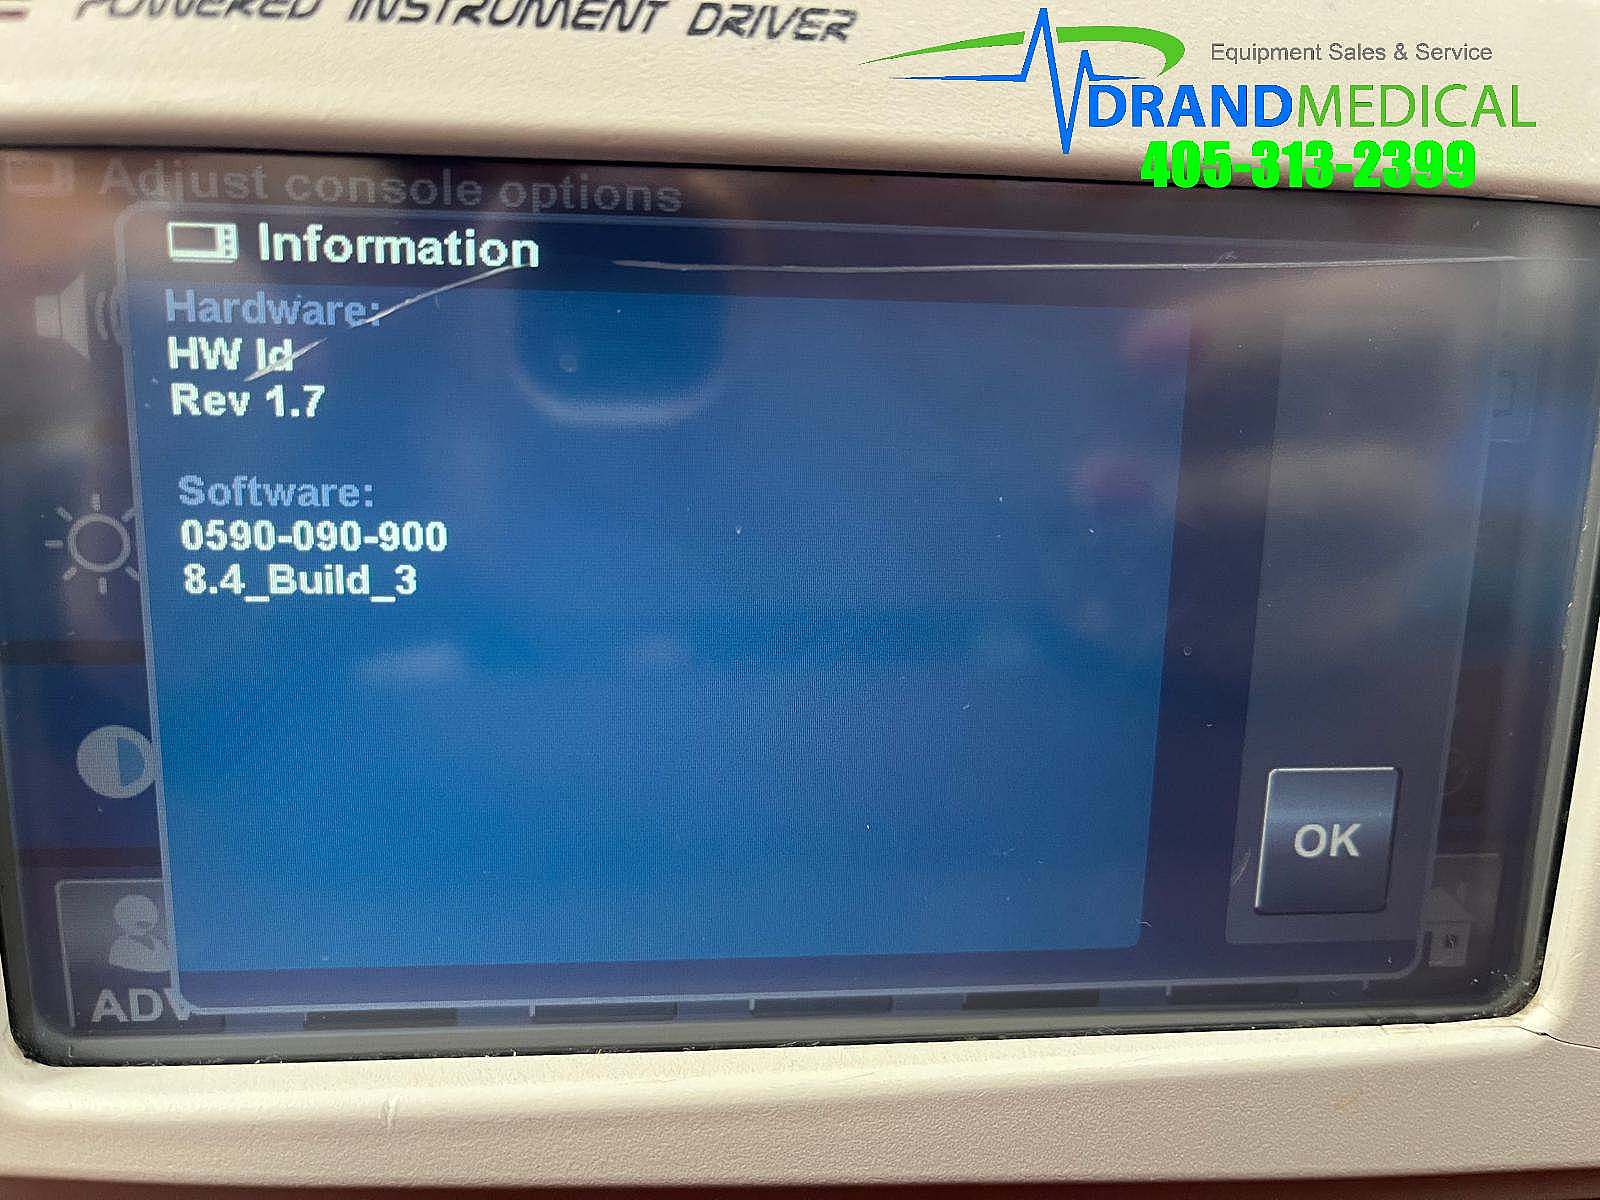 POWERED INSTRUMENT DRIVER
Equipment Sales & Service
DRANDMEDICAL
405-313-2399
Adjust console options
Information
Hardware:
HW Id
Rev 1.7
Software:
0590-090-900
8.4_Build_3
OK
ADV